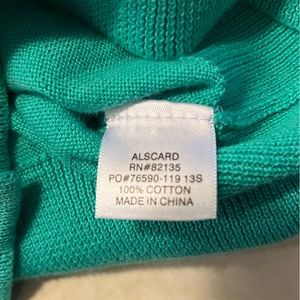 ALSCARD
RN#82135
PO#76590-119 13S
100% COTTON
MADE IN CHINA